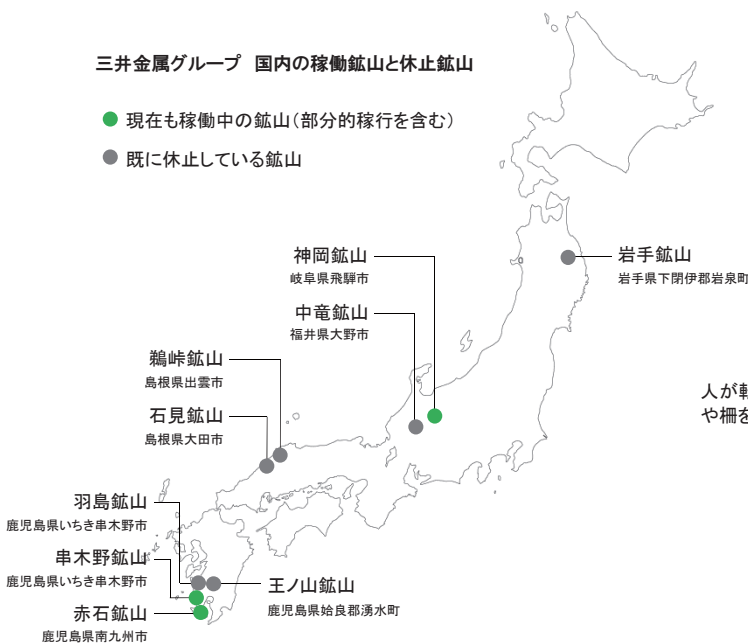 三井金属グループ 国内の稼働鉱山と休止鉱山
現在も稼働中の鉱山（部分的稼行を含む）
既に休止している鉱山
神岡鉱山
岐阜県飛騨市
岩手鉱山
岩手県下閉伊郡岩泉町
中竜鉱山
福井県大野市
鵜峠鉱山
島根県出雲市
石見鉱山
島根県大田市
人が
や柵を
羽島鉱山
鹿児島県いちき串木野市
串木野鉱山
鹿児島県いちき串木野市
赤石鉱山
鹿児島県南九州市
王ノ山鉱山
鹿児島県姶良郡湧水町